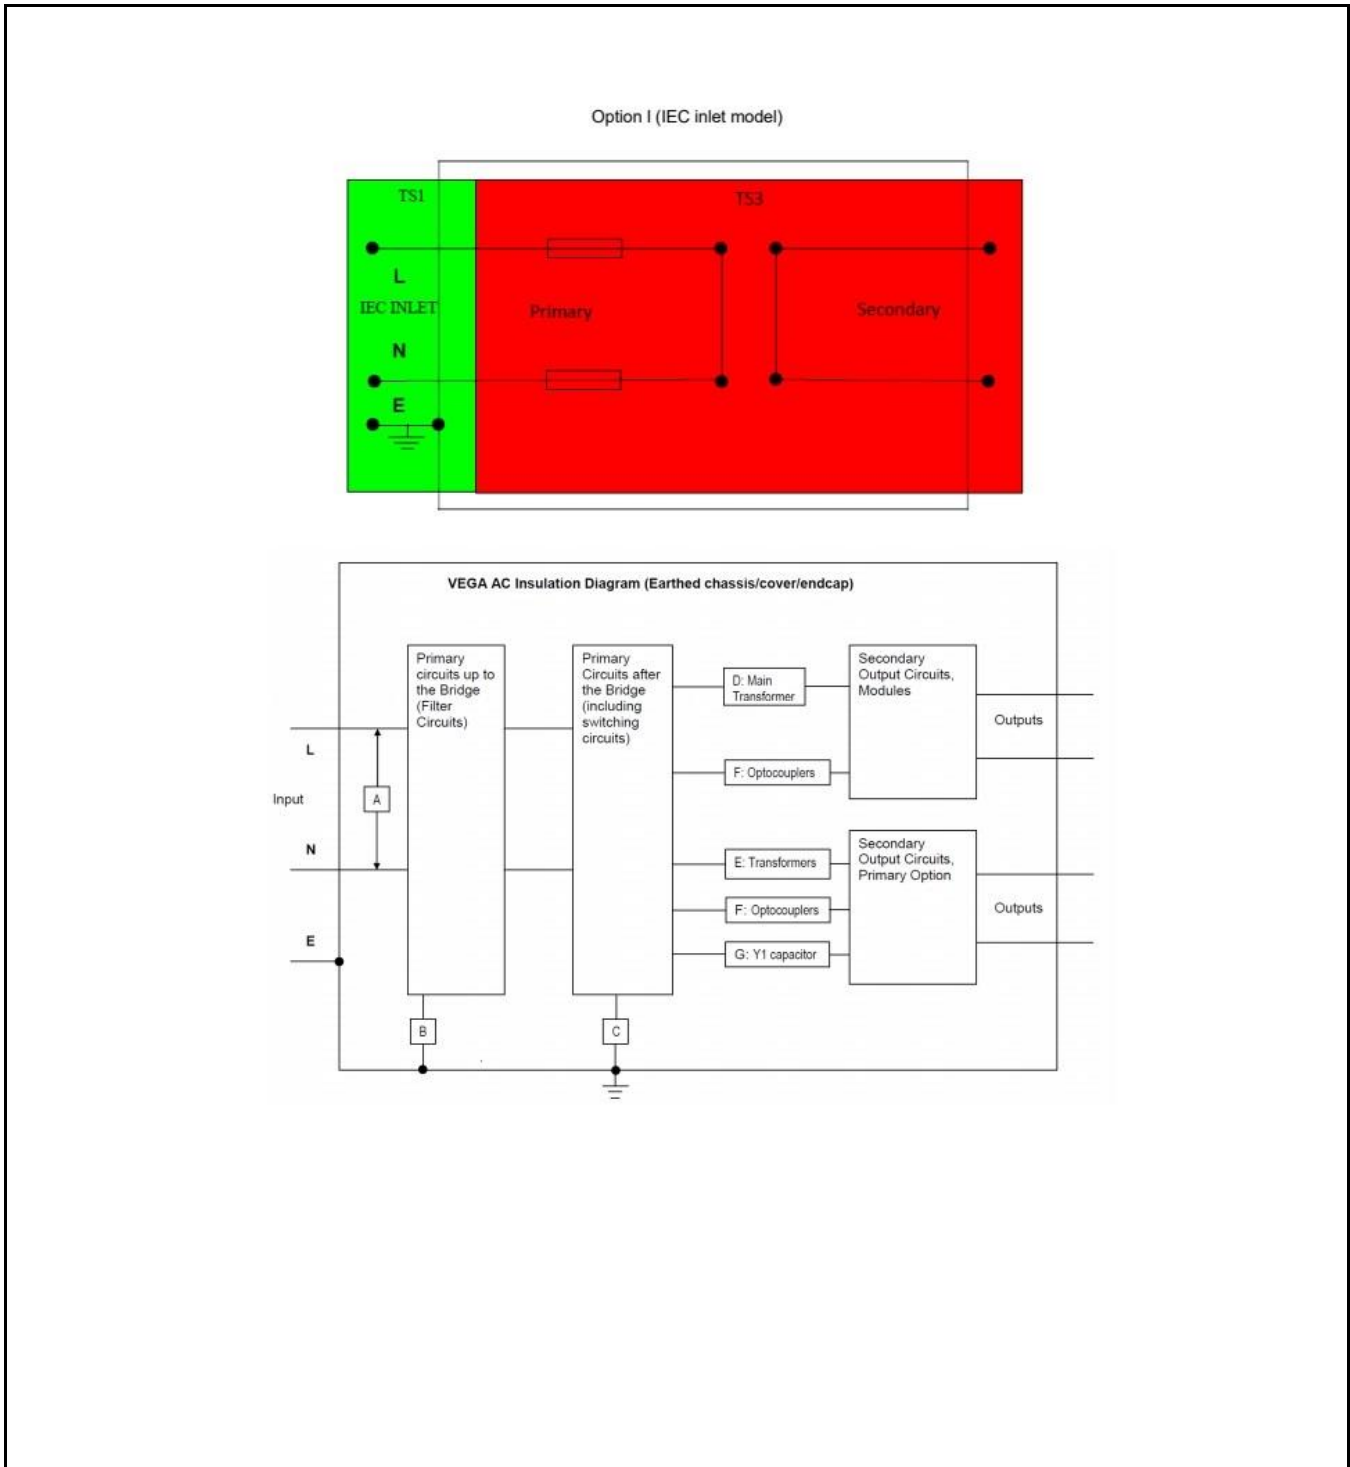 Option I (IEC inlet model)
TS1
TS3
L
IEC INLET
Primary
Secondary
N
E
VEGA AC Insulation Diagram (Earthed chassis/cover/endcap)
Primary
circuits up to
the Bridge
(Filter
Circuits)
Primary
Circuits after
the Bridge
(including
switching
circuits)
D: Main
Transformer
Secondary
Output Circuits,
Modules
Outputs
L
F: Optocouplers
Input
A
N
Secondary
Output Circuits,
Primary Option
E: Transformers
F: Optocouplers
Outputs
E
G: Y1 capacitor
B
C